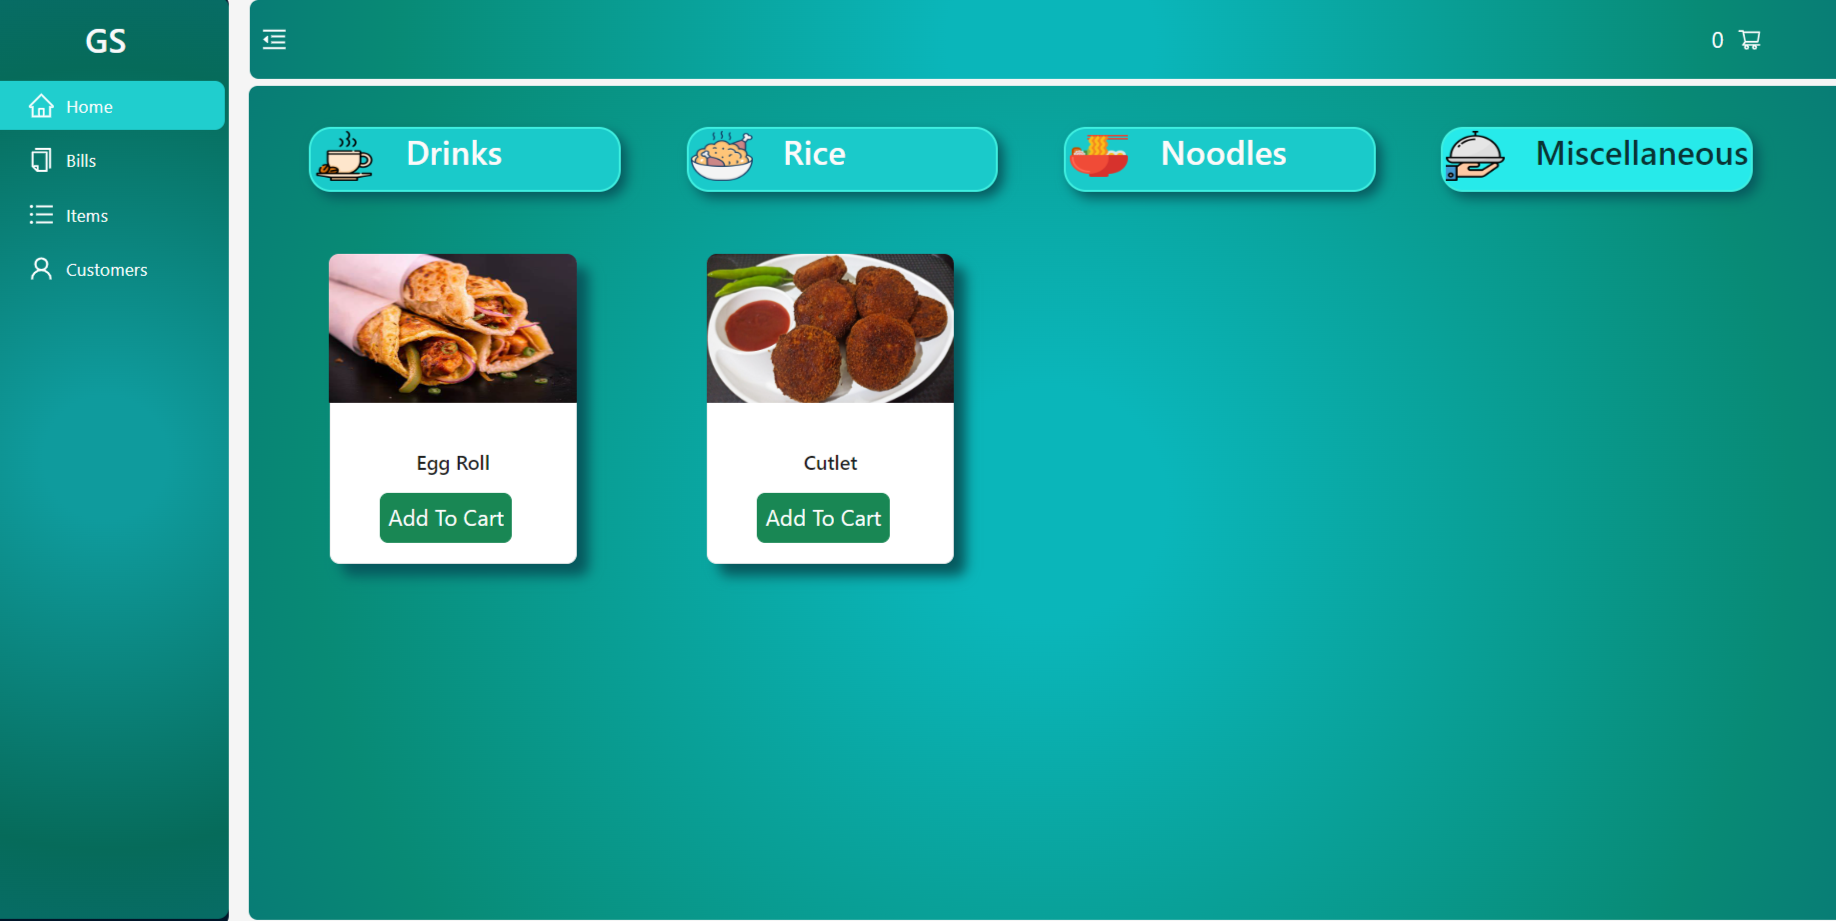 GS
Home
Bills
Items
Customers
0
Drinks
Rice
Noodles
Miscellaneous
Egg Roll
Add To Cart
Cutlet
Add To Cart